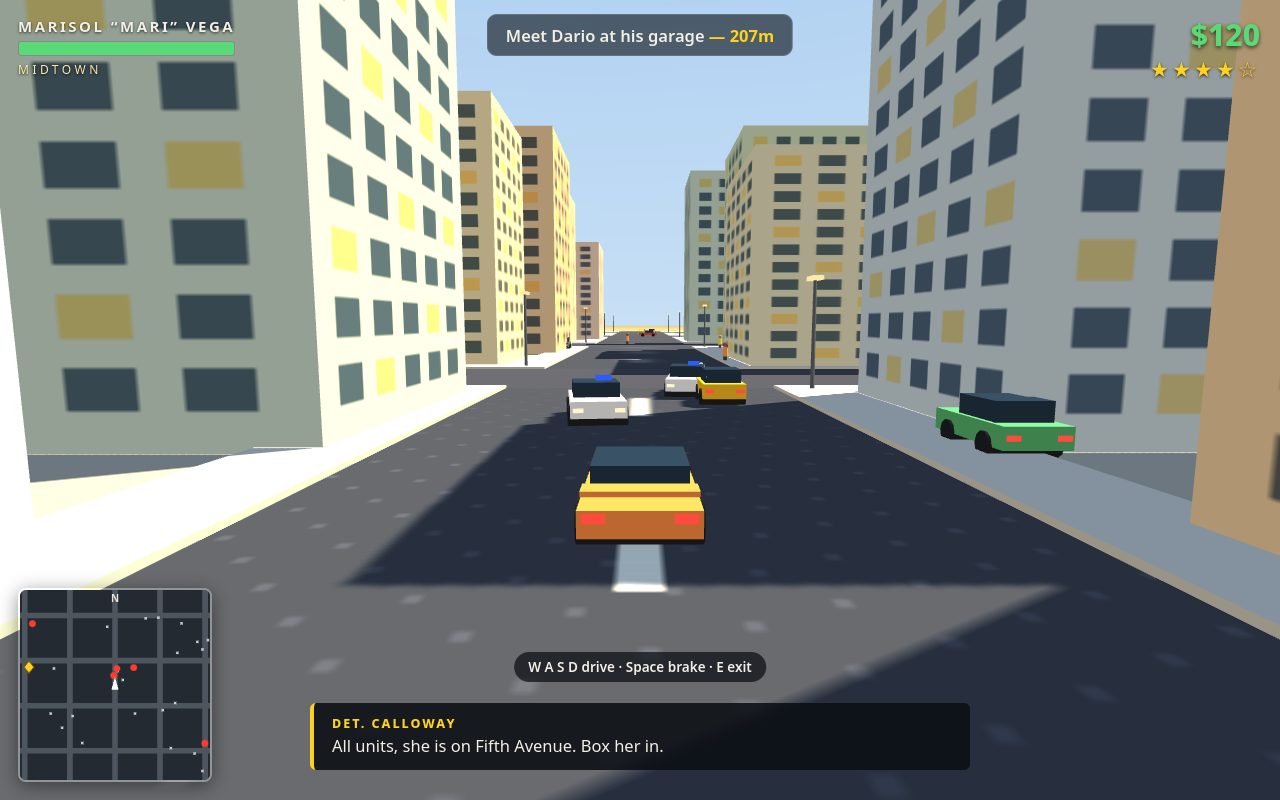 MARISOL “MARI” VEGA
MIDTOWN
Meet Dario at his garage — 207m
$120
★★★★☆
N
W A S D drive · Space brake · E exit
DET. CALLOWAY
All units, she is on Fifth Avenue. Box her in.